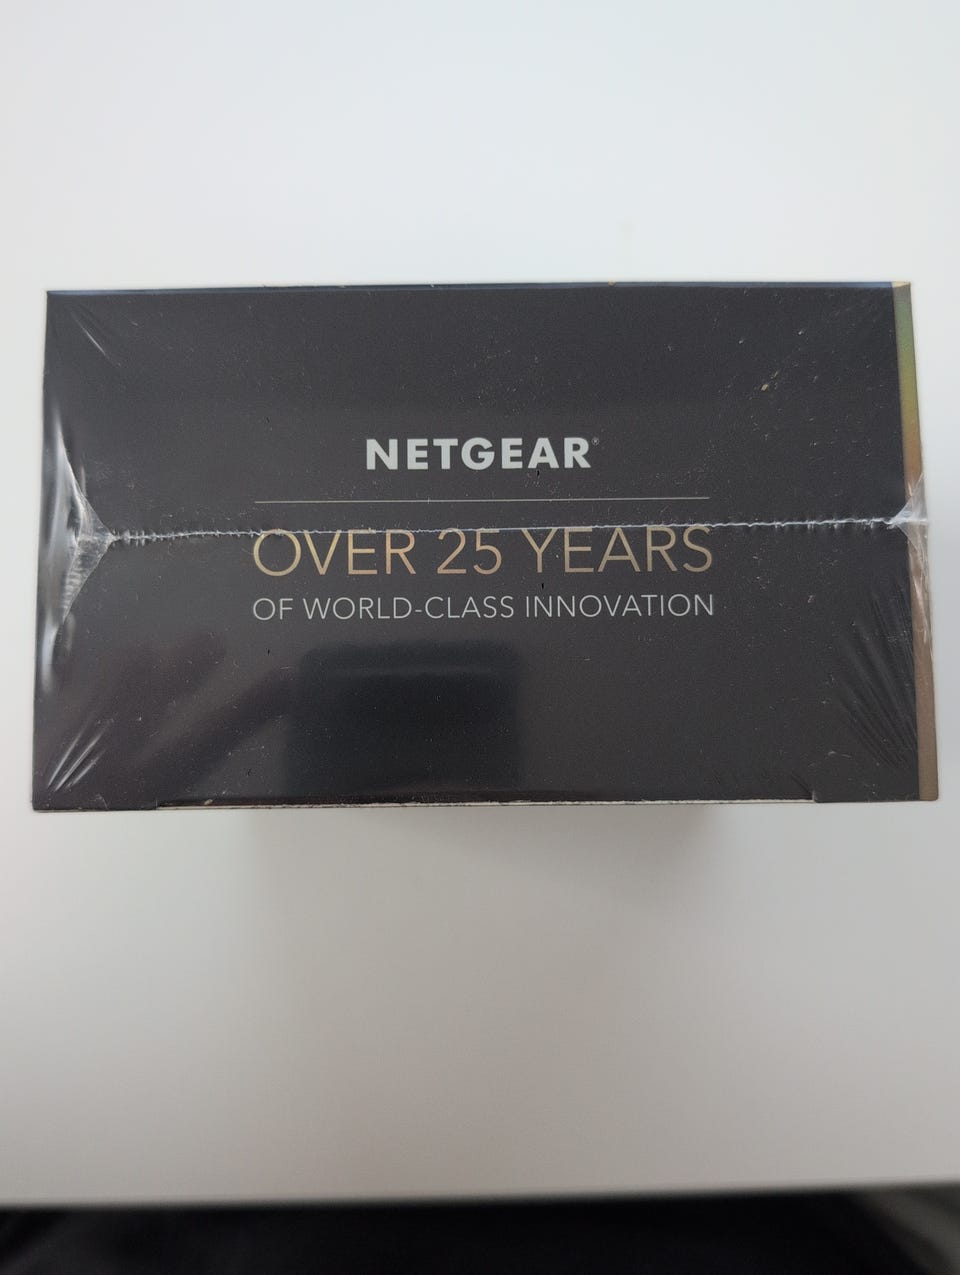 NETGEAR®
OVER 25 YEARS
OF WORLD-CLASS INNOVATION